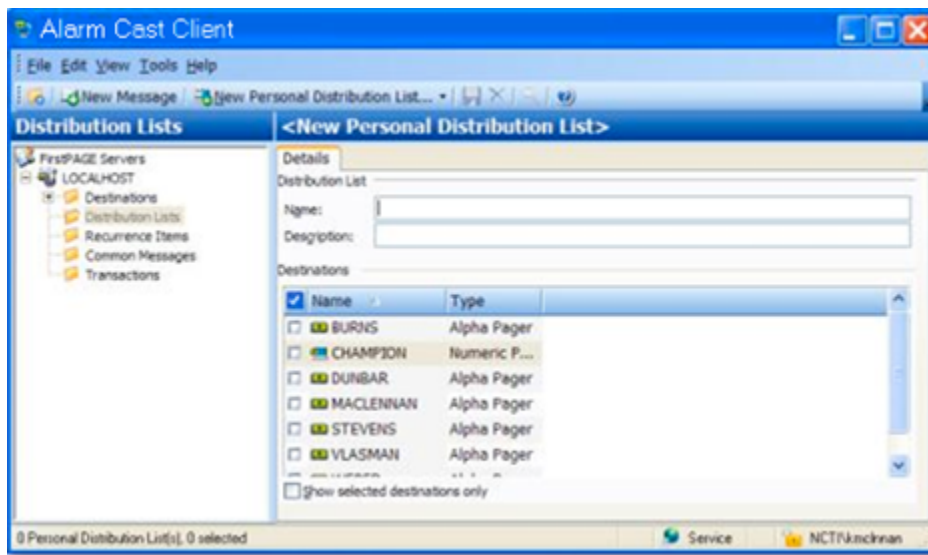 Alarm Cast Client
File Edit View Tools Help
New Message New Personal Distribution List...
Distribution Lists
<New Personal Distribution List>
FirstPAGE Servers
LOCALHOST
Destinations
Distribution Lists
Recurrence Items
Common Messages
Transactions
Details
Distribution List
Name:
Description:
Destinations
Name Type
BURNS Alpha Pager
CHAMPION Numeric P...
DUNBAR Alpha Pager
MACLENNAN Alpha Pager
STEVENS Alpha Pager
VLASMAN Alpha Pager
Show selected destinations only
0 Personal Distribution List(s), 0 selected Service